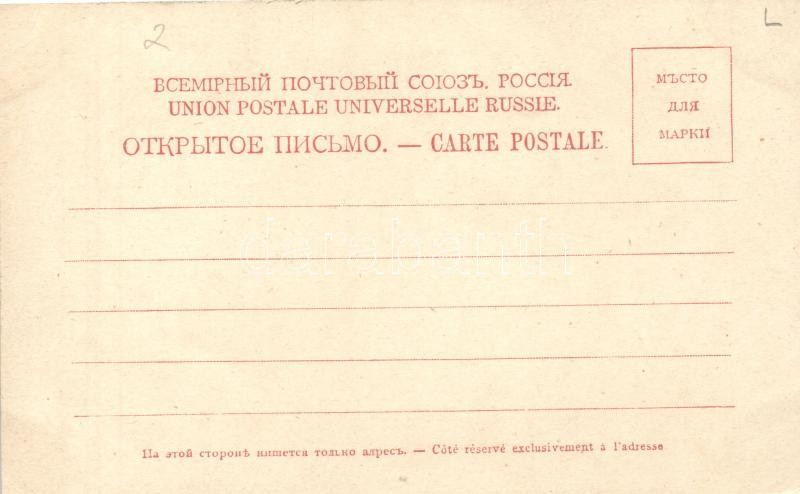 2
L
ВСЕМІРНЫЙ ПОЧТОВЫЙ СОЮЗЪ. РОССІЯ.
UNION POSTALE UNIVERSELLE RUSSIE.
ОТКРЫТОЕ ПИСЬМО. — CARTE POSTALE.
МѢСТО
ДЛЯ
МАРКИ
darabanth
На этой сторонѣ пишется только адресъ. — Côté réservé exclusivement à l'adresse